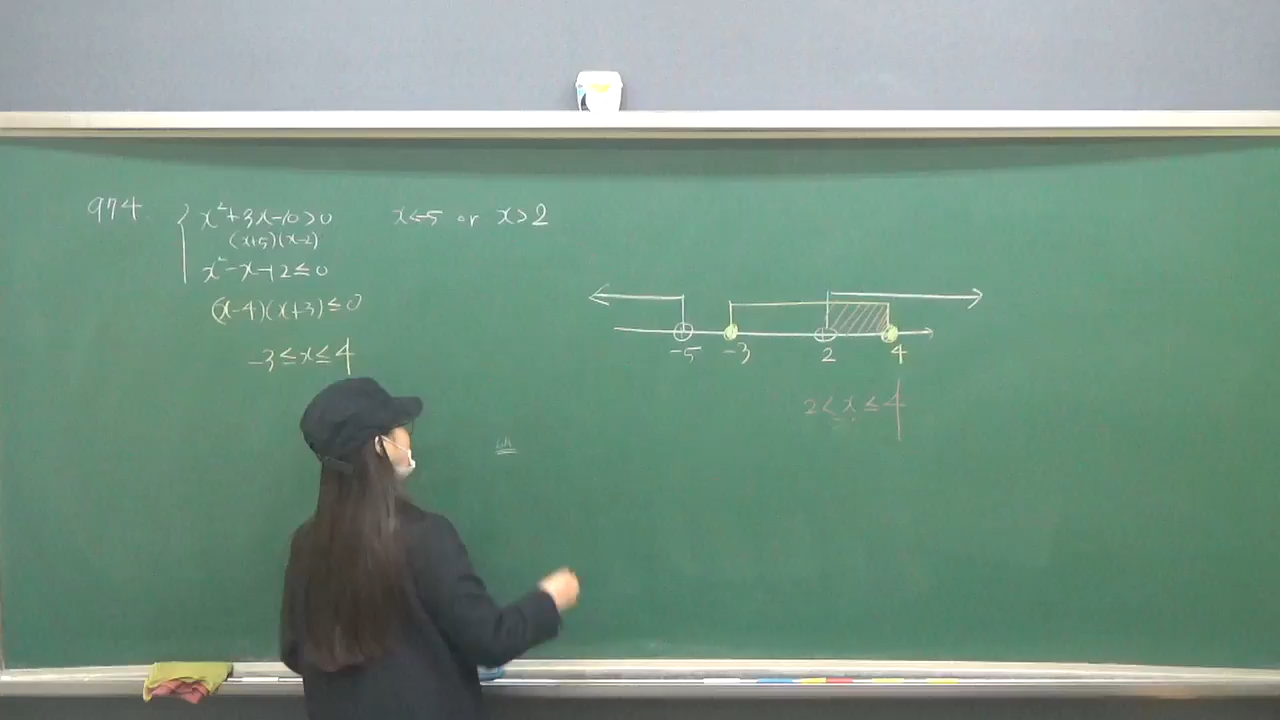 974 x²+3x-10>0 x<-5 or x>2
(x+5)(x-2)
x²-x-12≤0
(x-4)(x+3)≤0
-3≤x≤4
-5 -3 2 4
2<x≤4